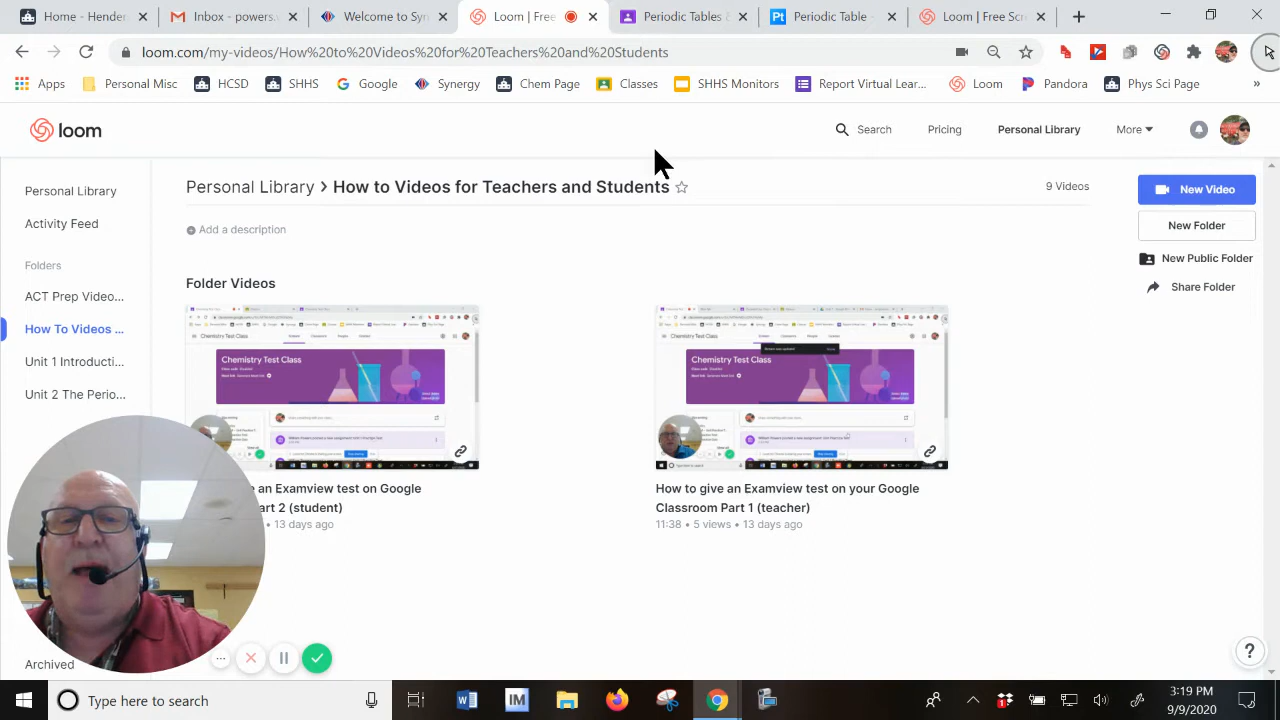 Home - Hender
M Inbox - powers.
Welcome to Syn
Loom | Free
Periodic Tables
Pt Periodic Table
Loom | Free Scr
loom.com/my-videos/How%20to%20Videos%20for%20Teachers%20and%20Students
Apps Personal Misc HCSD SHHS Google Synergy Chem Page Classes SHHS Monitors Report Virtual Lear... Loom Pandora Phys Sci Page »
loom
Search Pricing Personal Library More
Personal Library
Activity Feed
Folders
ACT Prep Video...
How To Videos ...
Unit 1 Introducti...
Unit 2 The Perio...
Archived
Personal Library > How to Videos for Teachers and Students
9 Videos
Add a description
Folder Videos
Chemistry Test Class
an Examview test on Google
art 2 (student)
• 13 days ago
Chemistry Test Class
How to give an Examview test on your Google
Classroom Part 1 (teacher)
11:38 • 5 views • 13 days ago
New Video
New Folder
New Public Folder
Share Folder
?
Type here to search
W IM
1
3:19 PM
9/9/2020